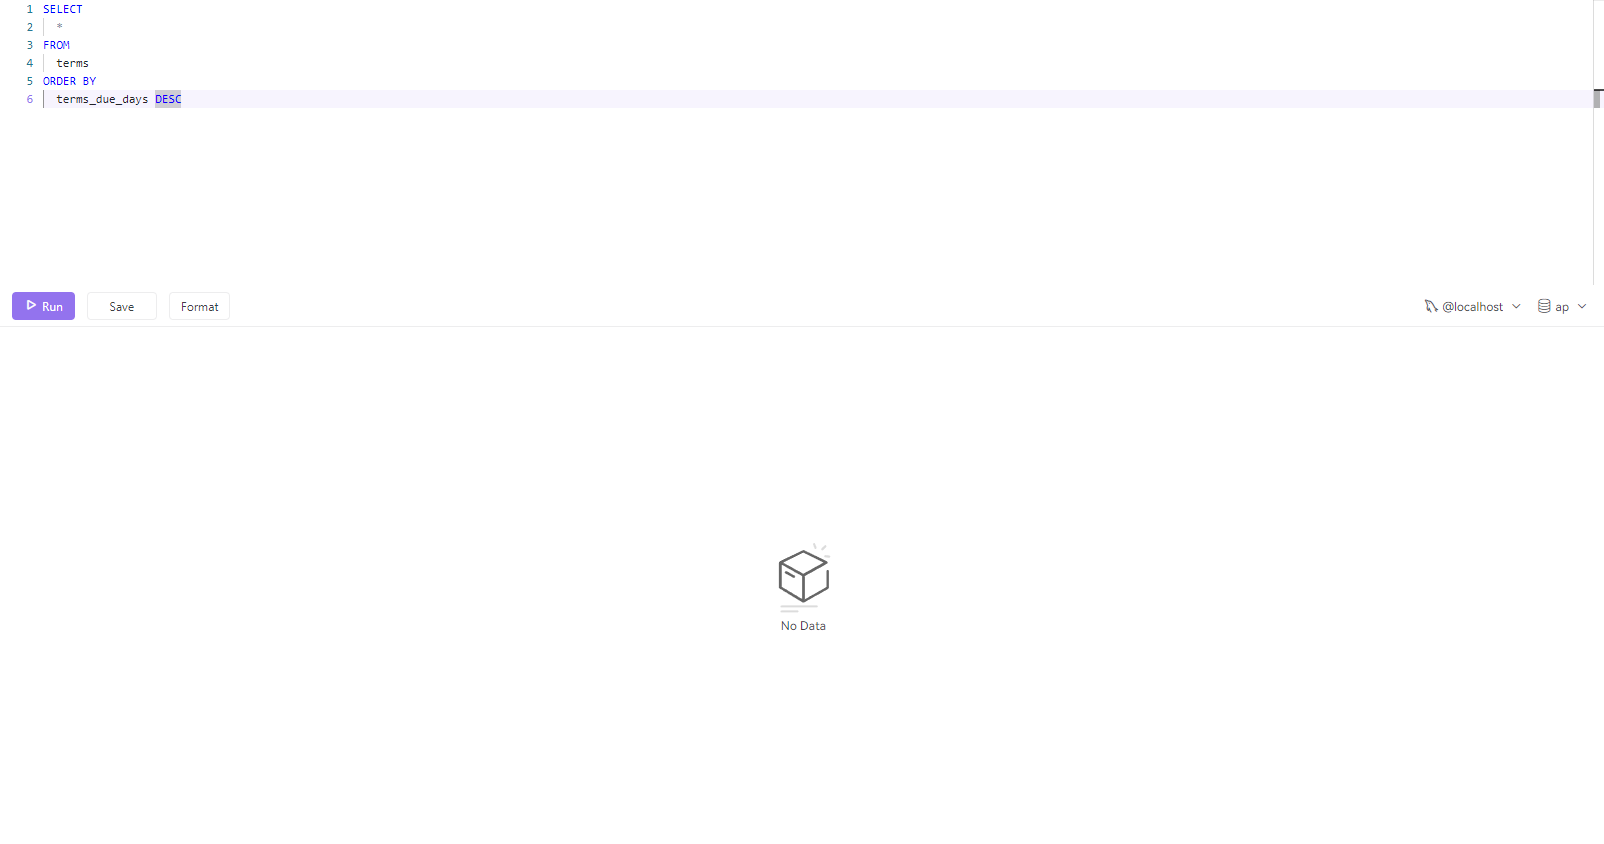 1 SELECT
2 *
3 FROM
4 terms
5 ORDER BY
6 terms_due_days DESC
Run Save Format @localhost ap
No Data